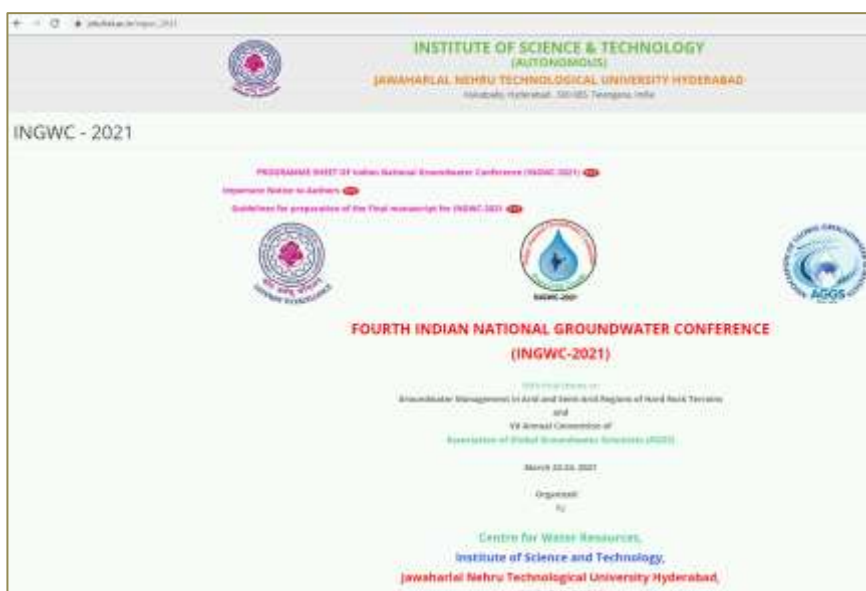 INSTITUTE OF SCIENCE & TECHNOLOGY
(AUTONOMOUS)
JAWAHARLAL NEHRU TECHNOLOGICAL UNIVERSITY HYDERABAD
Hyderabad Telangana, India
INGWC - 2021
PROGRAMME SHEET OF Indian National Groundwater Conference (INGWC-2021)
Important Notice to Authors
Guidelines for preparation of the Final manuscript for INGWC-2021
INGWC-2021
AGGS
FOURTH INDIAN NATIONAL GROUNDWATER CONFERENCE
(INGWC-2021)
Groundwater Management in Arid and Semi-Arid Regions of Hard Rock Terrains
and
Annual Convention of
Association of Global Groundwater Scientists (AGGS)
March 2021
Organised
By
Centre for Water Resources,
Institute of Science and Technology,
Jawaharlal Nehru Technological University Hyderabad,